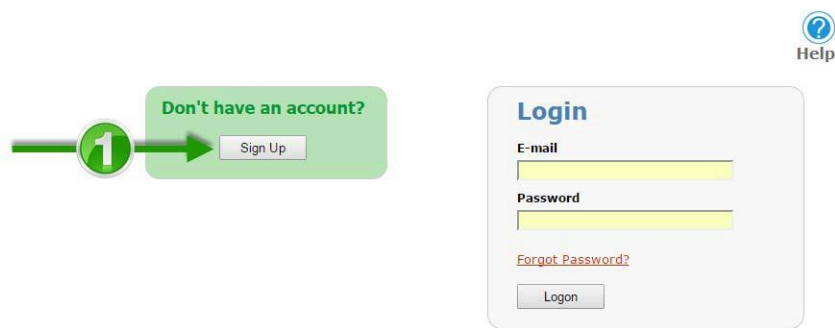 Help
Don't have an account?
1
Sign Up
Login
E-mail
Password
Forgot Password?
Logon